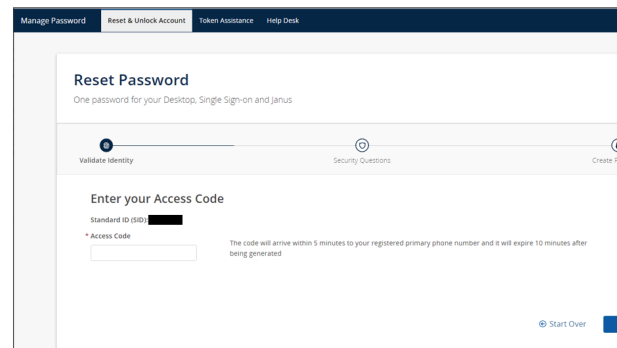 Manage Password Reset & Unlock Account Token Assistance Help Desk
Reset Password
One password for your Desktop, Single Sign-on and Janus
Validate Identity Security Questions Create
Enter your Access Code
Standard ID (SID):
* Access Code
The code will arrive within 5 minutes to your registered primary phone number and it will expire 10 minutes after
being generated
Start Over